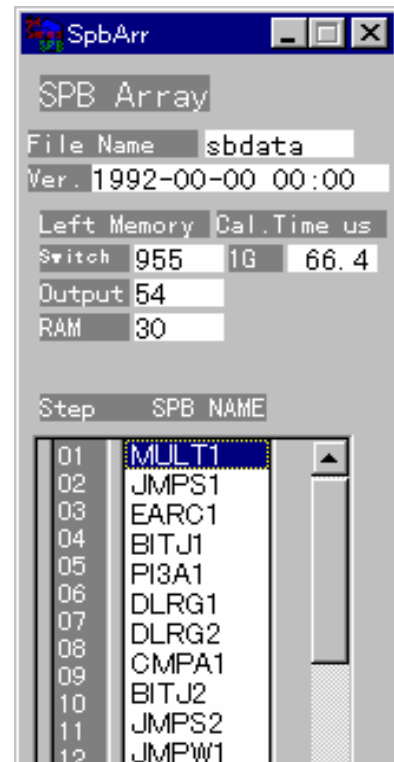 SPB SpbArr
SPB Array
File Name sbdata
Ver. 1992-00-00 00:00
Left Memory Cal.Time us
Switch 955 1G 66.4
Output 54
RAM 30
Step SPB NAME
01 MULT1
02 JMPS1
03 EARC1
04 BITJ1
05 PI3A1
06 DLRG1
07 DLRG2
08 CMPA1
09 BITJ2
10 JMPS2
11 JMPW1
12